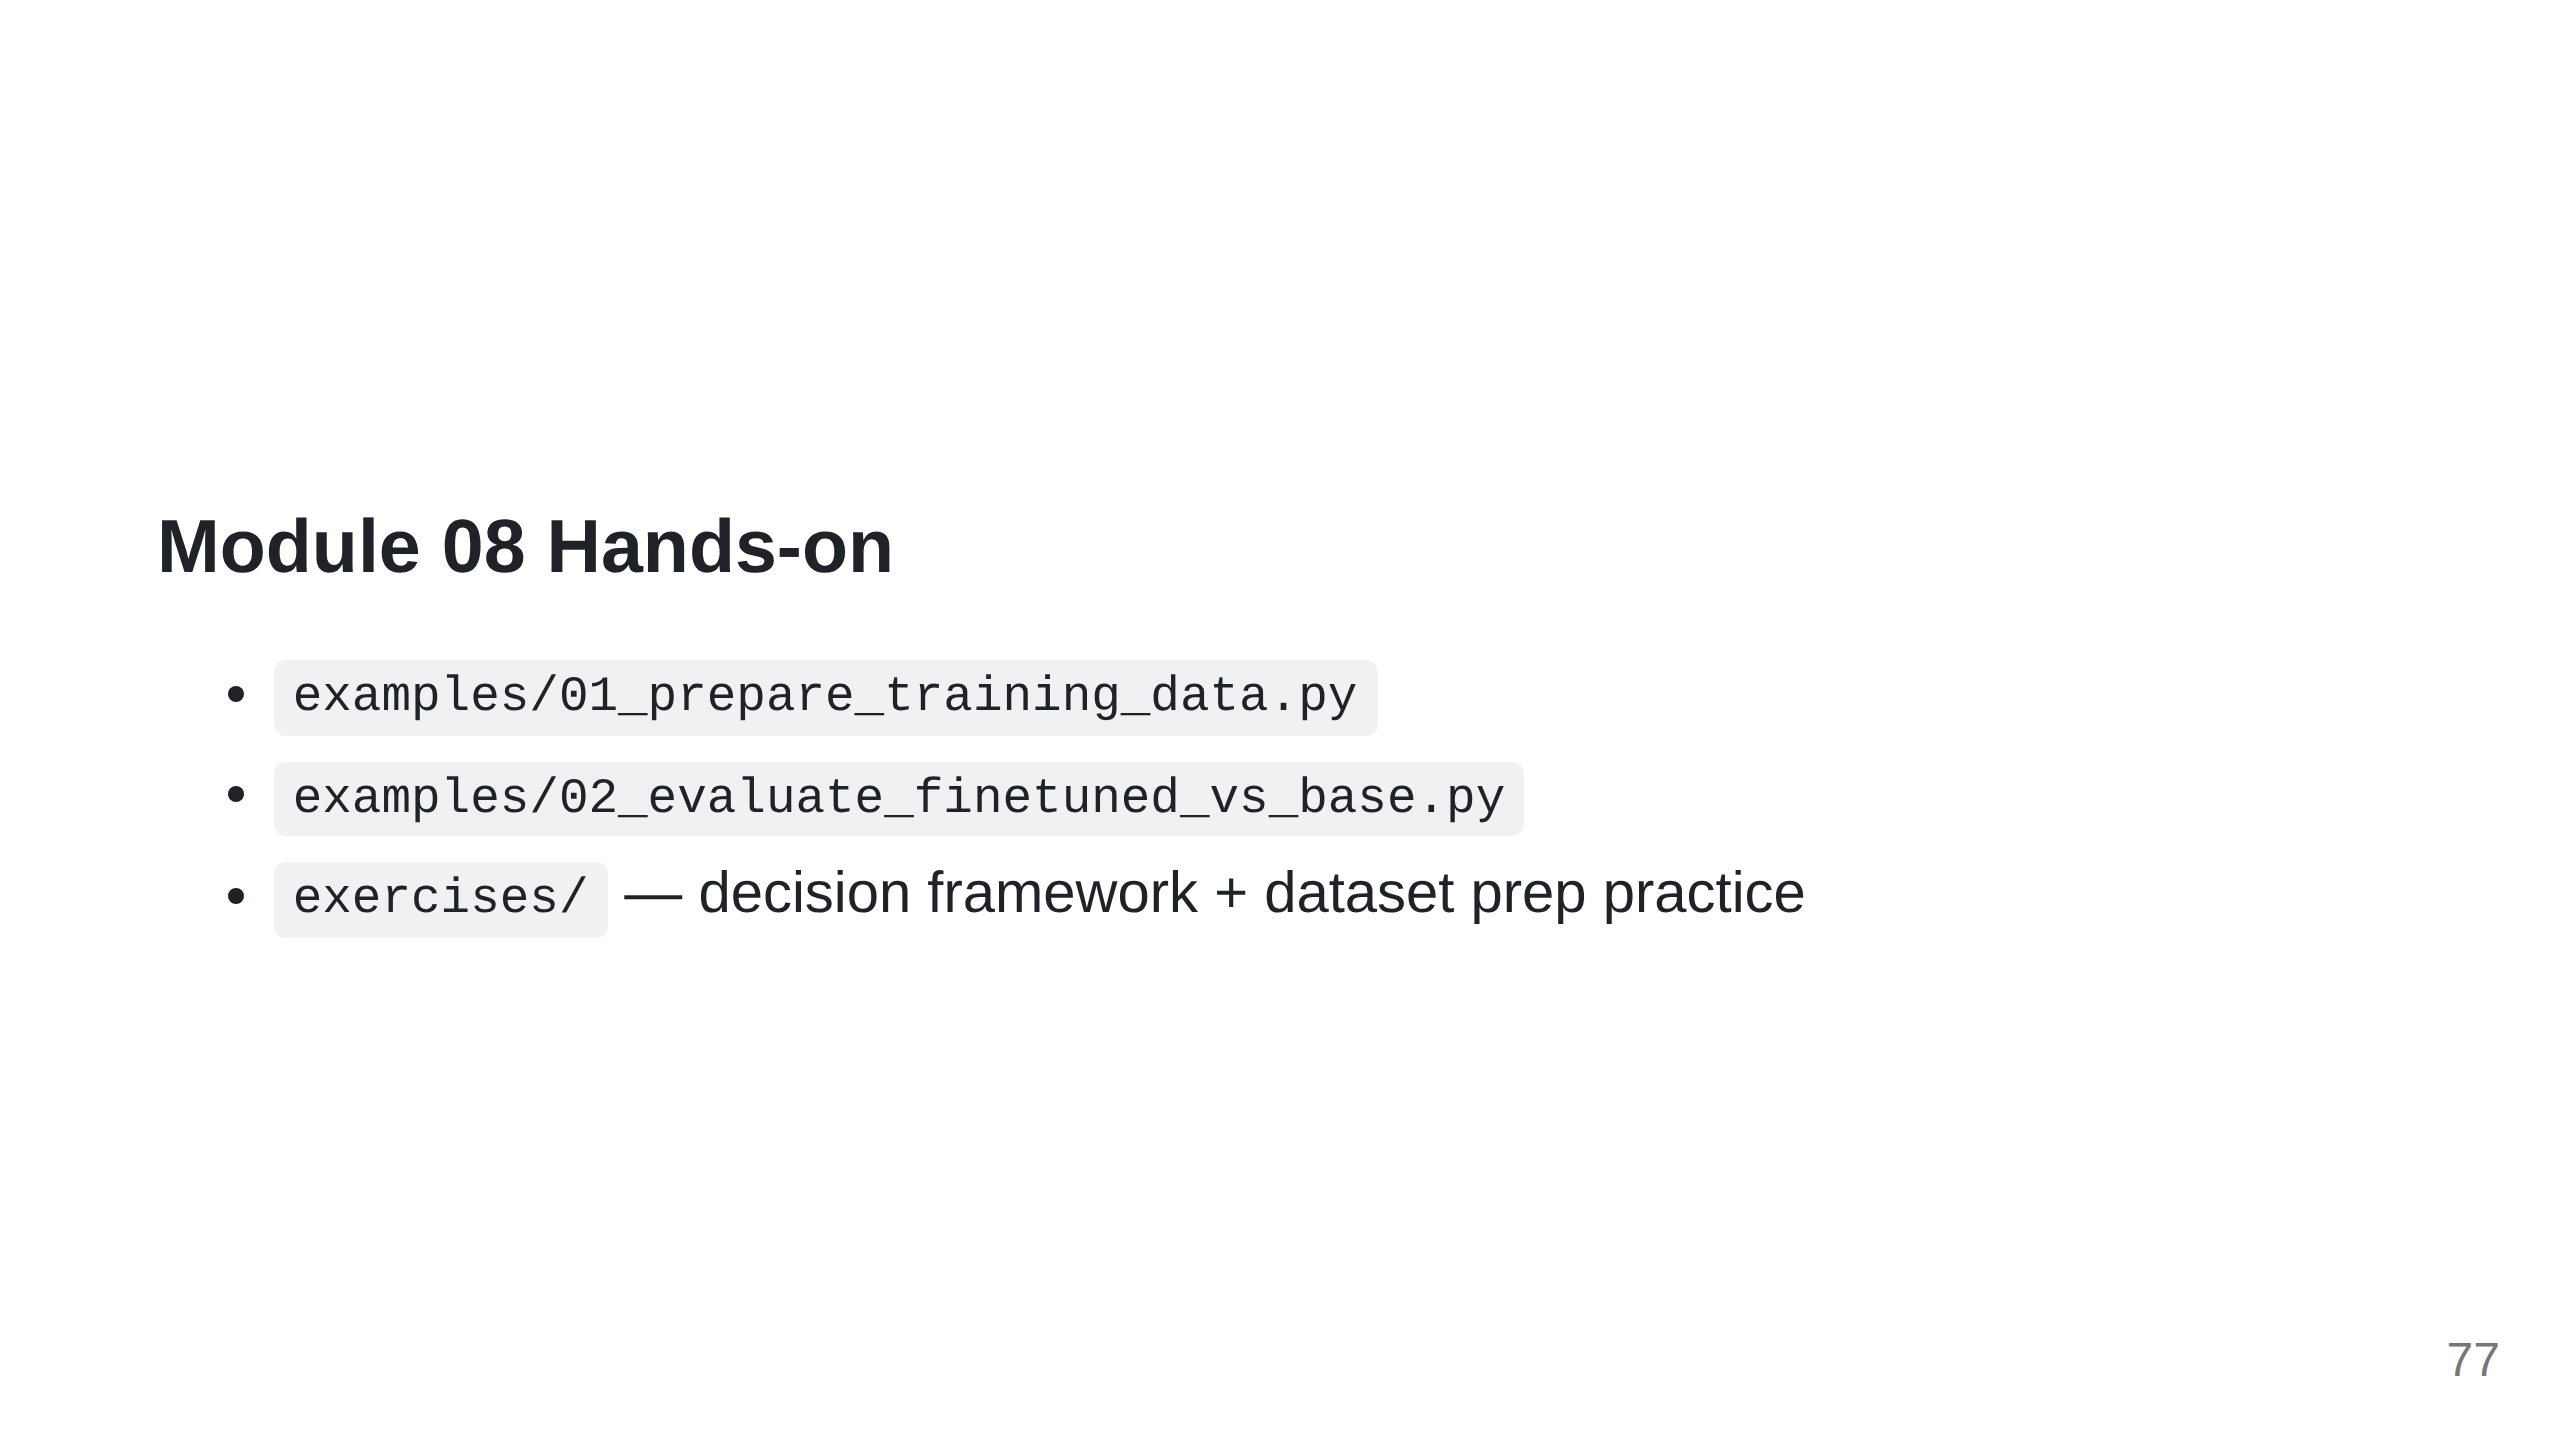 Module 08 Hands-on
• examples/01_prepare_training_data.py
• examples/02_evaluate_finetuned_vs_base.py
• exercises/ — decision framework + dataset prep practice
77